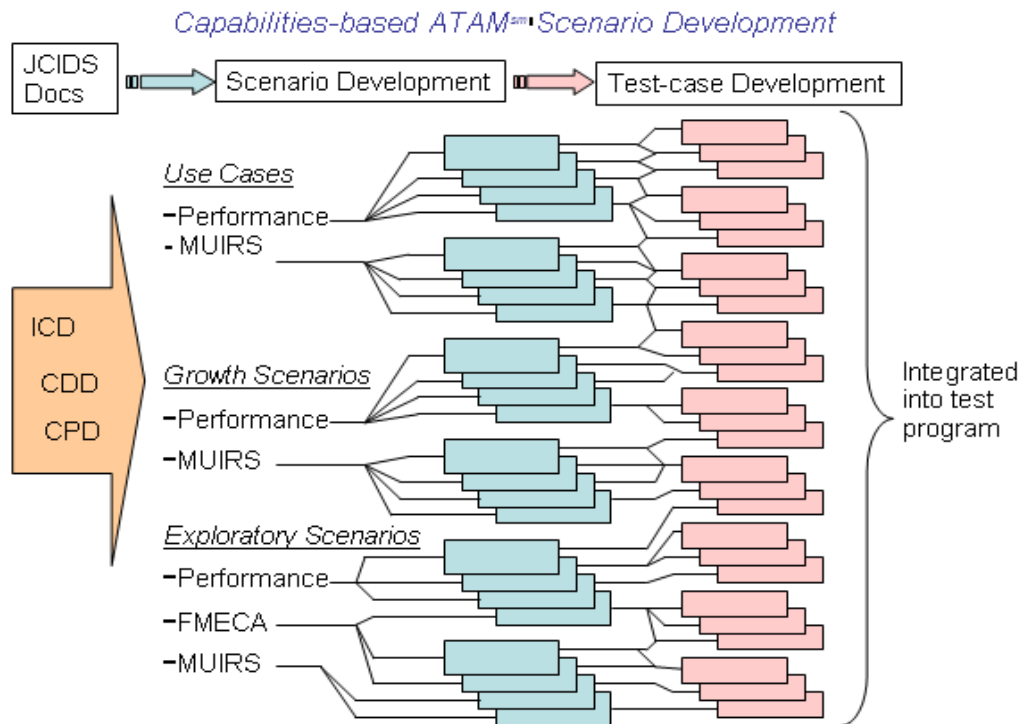 Capabilities-based ATAM℠ Scenario Development
JCIDS
Docs
Scenario Development
Test-case Development
Use Cases
-Performance
- MUIRS
ICD
CDD
CPD
Growth Scenarios
-Performance
-MUIRS
Exploratory Scenarios
-Performance
-FMECA
-MUIRS
Integrated
into test
program